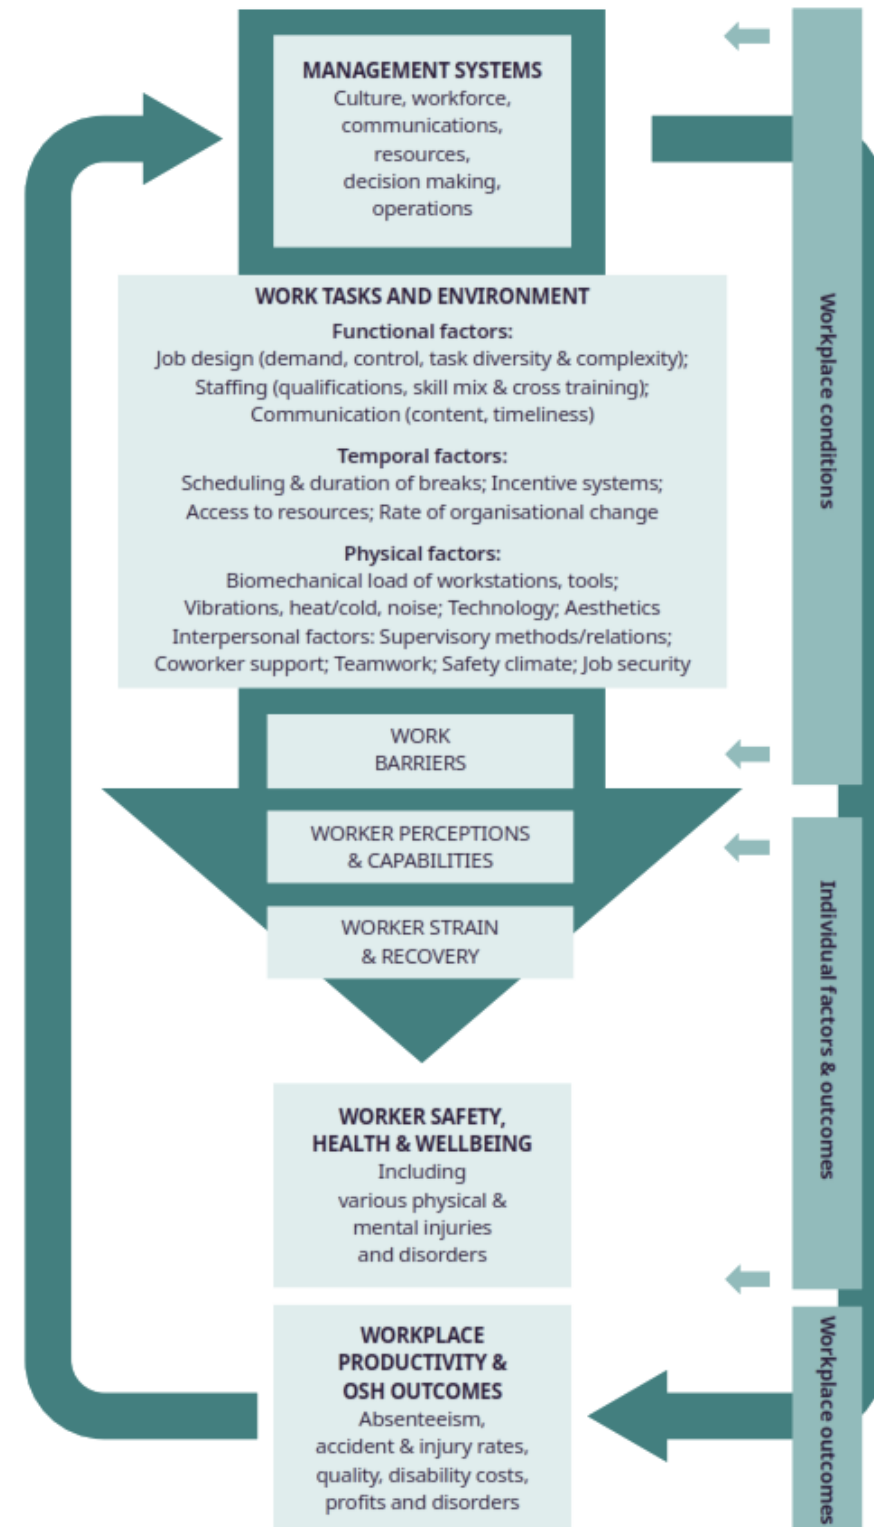 MANAGEMENT SYSTEMS
Culture, workforce,
communications,
resources,
decision making,
operations
WORK TASKS AND ENVIRONMENT
Functional factors:
Job design (demand, control, task diversity & complexity);
Staffing (qualifications, skill mix & cross training);
Communication (content, timeliness)
Temporal factors:
Scheduling & duration of breaks; Incentive systems;
Access to resources; Rate of organisational change
Physical factors:
Biomechanical load of workstations, tools;
Vibrations, heat/cold, noise; Technology; Aesthetics
Interpersonal factors: Supervisory methods/relations;
Coworker support; Teamwork; Safety climate; Job security
WORK
BARRIERS
WORKER PERCEPTIONS
& CAPABILITIES
WORKER STRAIN
& RECOVERY
WORKER SAFETY,
HEALTH & WELLBEING
Including
various physical &
mental injuries
and disorders
WORKPLACE
PRODUCTIVITY &
OSH OUTCOMES
Absenteeism,
accident & injury rates,
quality, disability costs,
profits and disorders
Workplace conditions
Individual factors & outcomes
Workplace outcomes